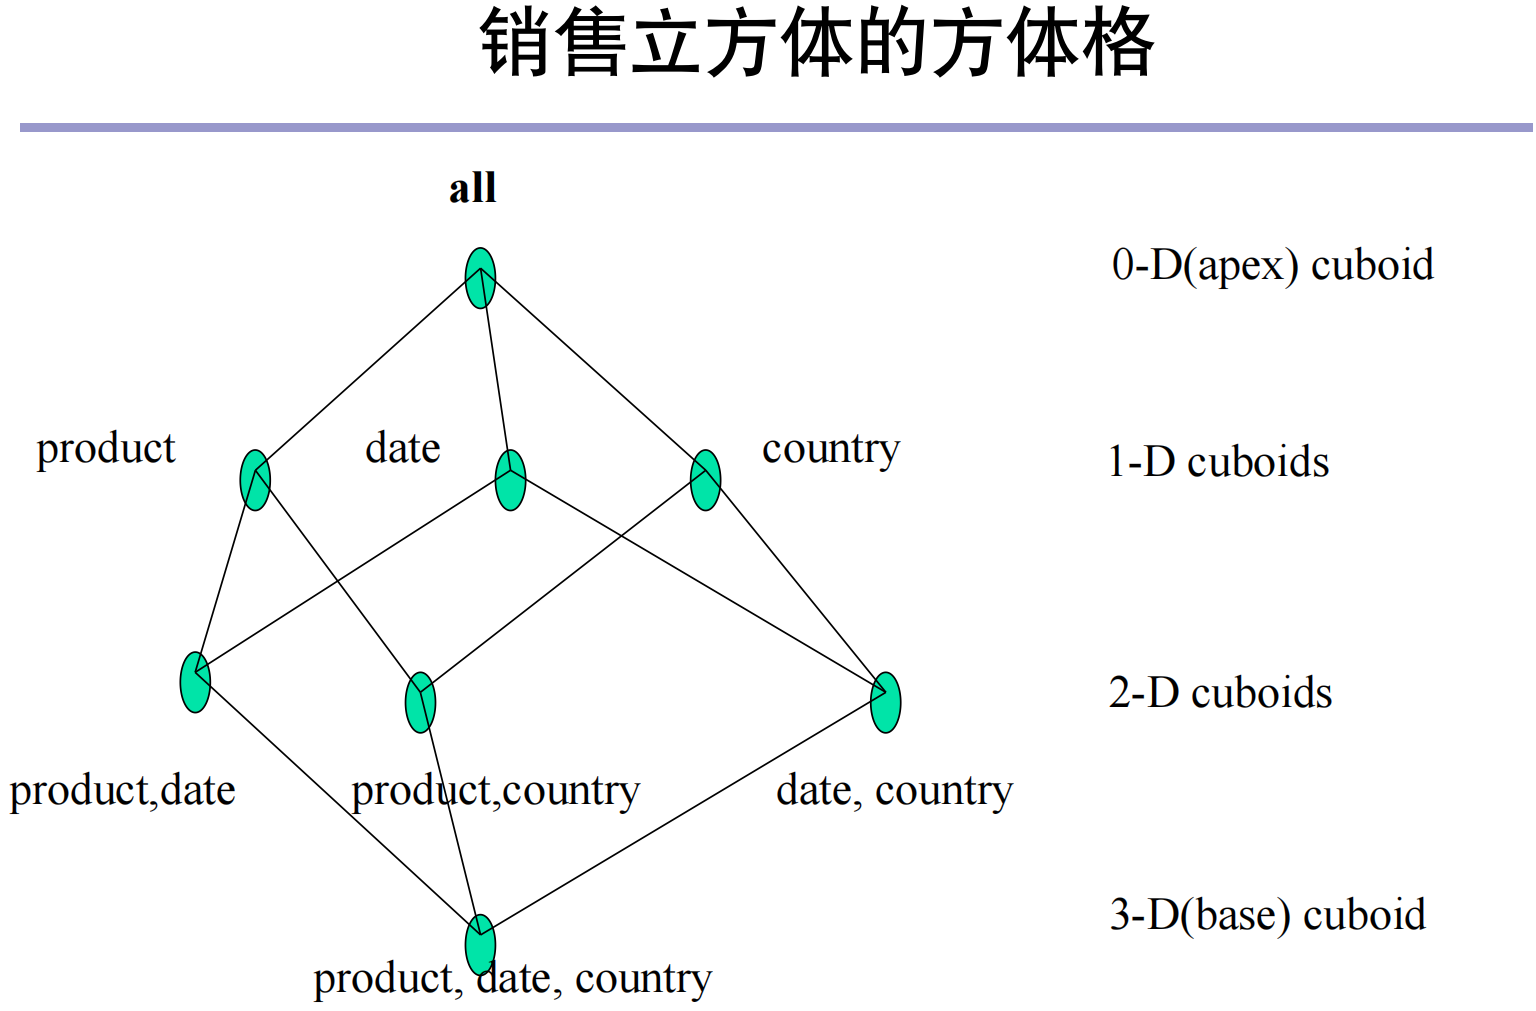 销售立方体的方体格
all
0-D(apex) cuboid
product
date
country
1-D cuboids
2-D cuboids
product,date
product,country
date, country
3-D(base) cuboid
product, date, country